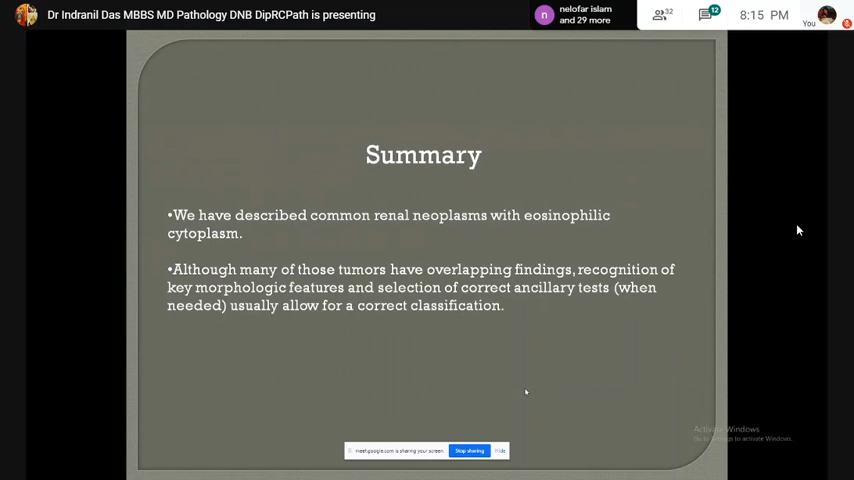 Dr Indranil Das MBBS MD Pathology DNB DipRCPath is presenting
n
nelofar islam
and 29 more
32
12
8:15 PM
You
Summary
•We have described common renal neoplasms with eosinophilic
cytoplasm.
•Although many of those tumors have overlapping findings, recognition of
key morphologic features and selection of correct ancillary tests (when
needed) usually allow for a correct classification.
Activate Windows
Go to Settings to activate Windows.
meet.google.com is sharing your screen.
Stop sharing
Hide